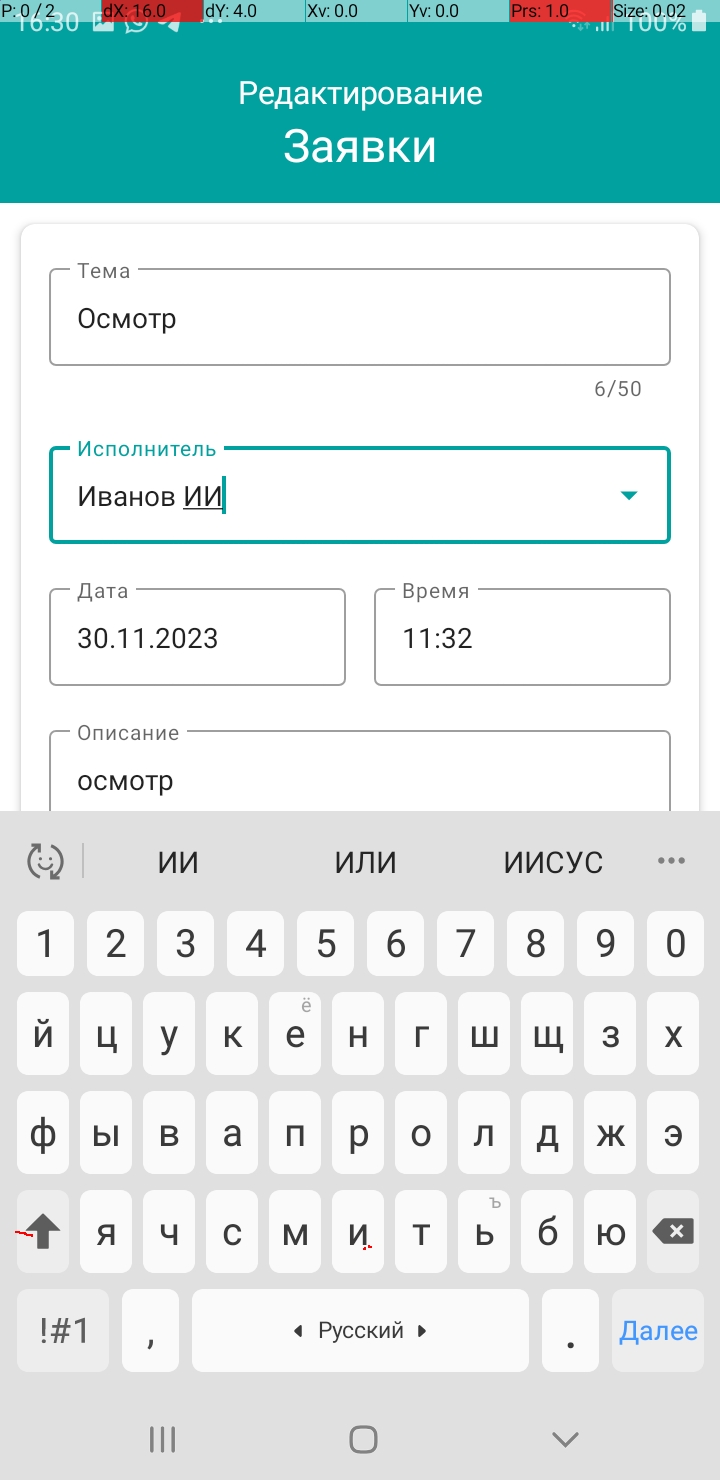 P: 0 / 2 dX: 16.0 dY: 4.0 Xv: 0.0 Yv: 0.0 Prs: 1.0 Size: 0.02
16:30 100%
Редактирование
Заявки
Тема
Осмотр
6/50
Исполнитель
Иванов ИИ
Дата Время
30.11.2023 11:32
Описание
осмотр
ИИ ИЛИ ИИСУС
1 2 3 4 5 6 7 8 9 0
ё
й ц у к е н г ш щ з х
ф ы в а п р о л д ж э
ъ
я ч с м и т ь б ю
!#1 , Русский . Далее